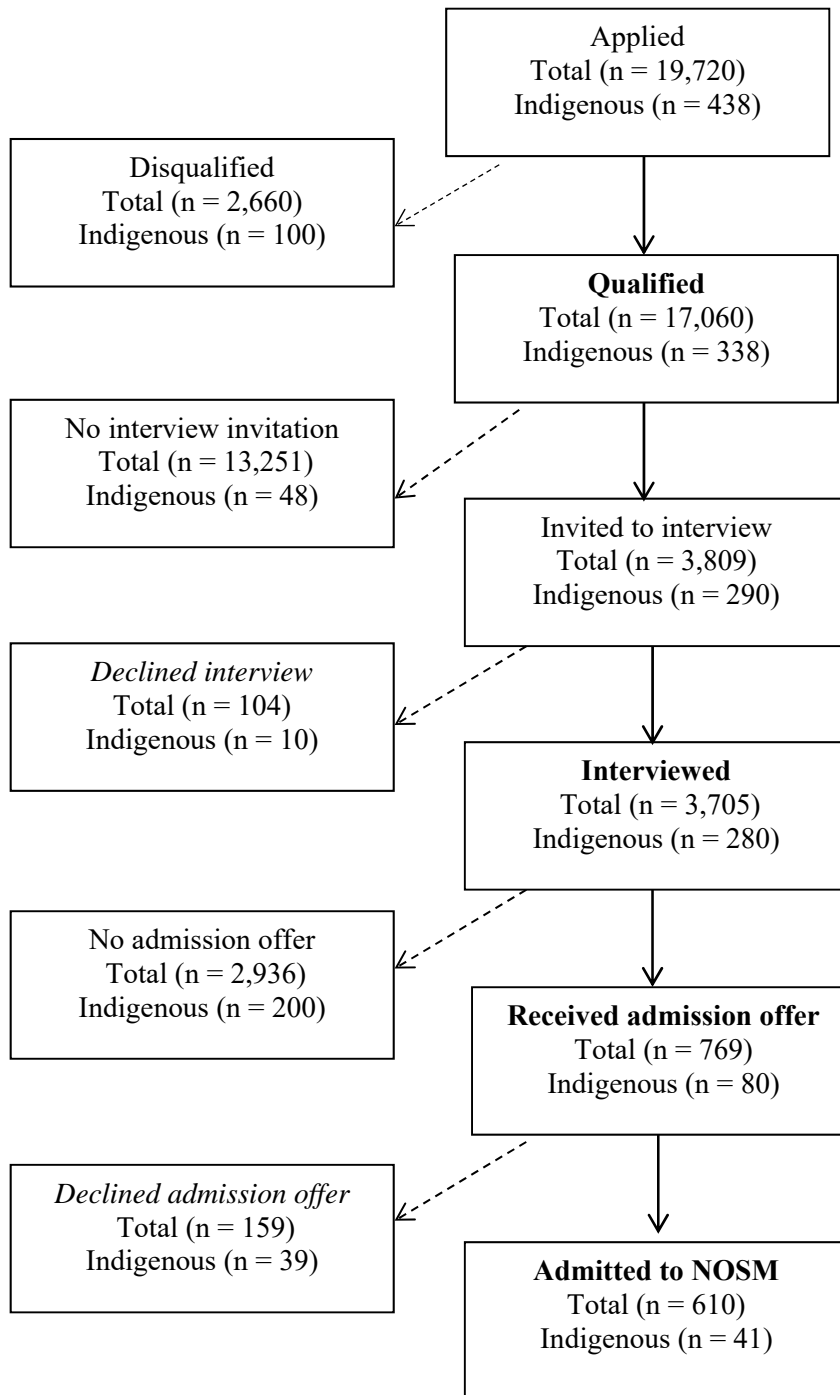 Applied
Total (n = 19,720)
Indigenous (n = 438)
Disqualified
Total (n = 2,660)
Indigenous (n = 100)
Qualified
Total (n = 17,060)
Indigenous (n = 338)
No interview invitation
Total (n = 13,251)
Indigenous (n = 48)
Invited to interview
Total (n = 3,809)
Indigenous (n = 290)
Declined interview
Total (n = 104)
Indigenous (n = 10)
Interviewed
Total (n = 3,705)
Indigenous (n = 280)
No admission offer
Total (n = 2,936)
Indigenous (n = 200)
Received admission offer
Total (n = 769)
Indigenous (n = 80)
Declined admission offer
Total (n = 159)
Indigenous (n = 39)
Admitted to NOSM
Total (n = 610)
Indigenous (n = 41)